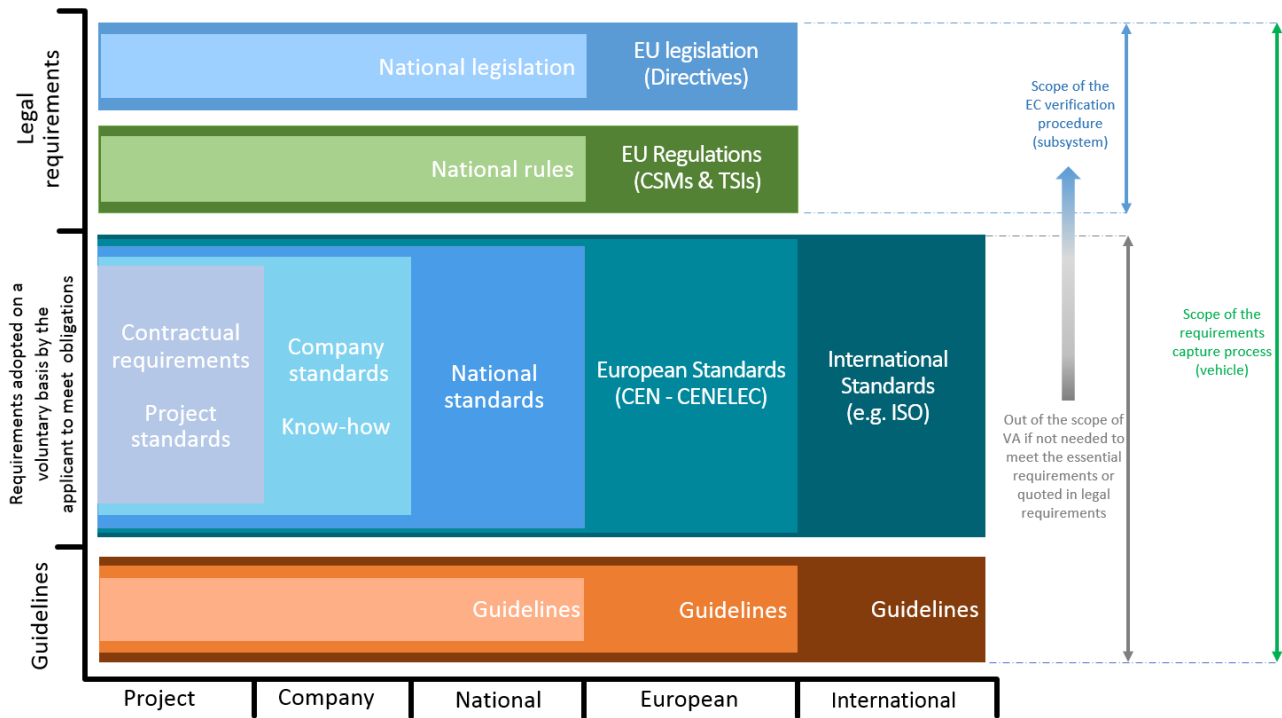 Legal
requirements
National legislation
EU legislation
(Directives)
National rules
EU Regulations
(CSMs & TSIs)
Scope of the
EC verification
procedure
(subsystem)
Requirements adopted on a
voluntary basis by the
applicant to meet obligations
Contractual
requirements
Project
standards
Company
standards
Know-how
National
standards
European Standards
(CEN - CENELEC)
International
Standards
(e.g. ISO)
Out of the scope of
VA if not needed to
meet the essential
requirements or
quoted in legal
requirements
Scope of the
requirements
capture process
(vehicle)
Guidelines
Guidelines
Guidelines
Guidelines
Project
Company
National
European
International